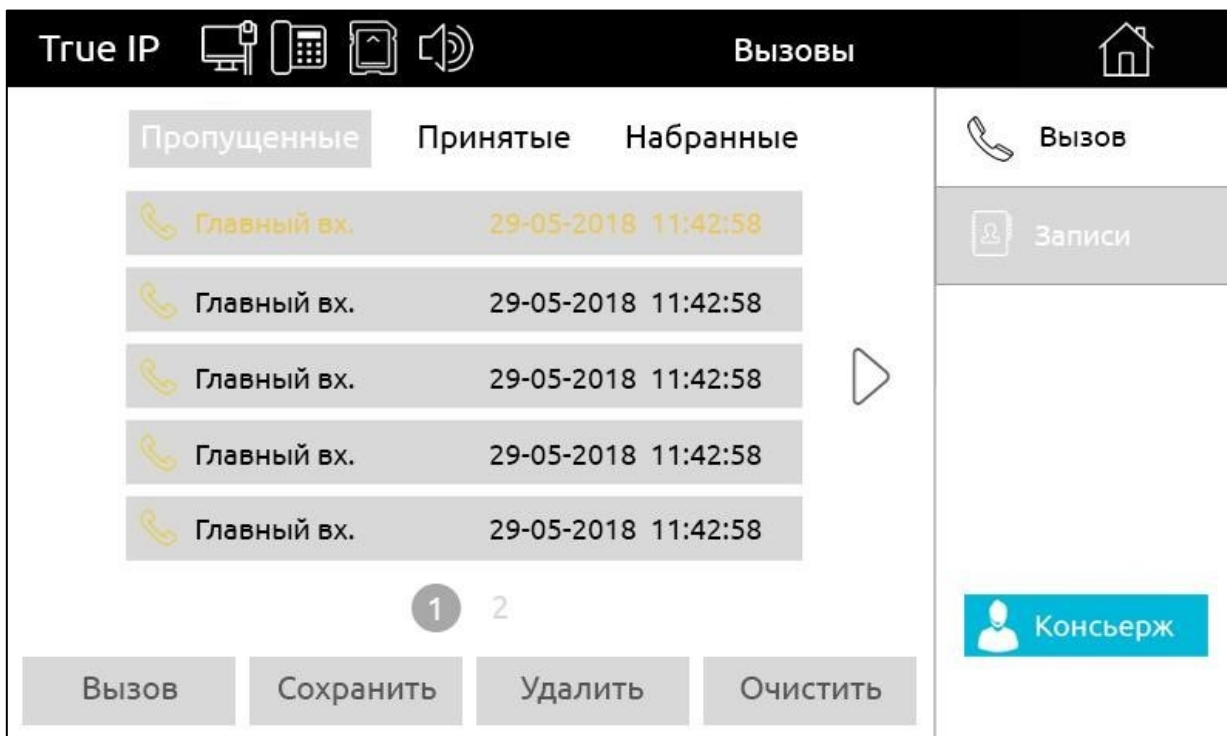 True IP Вызовы
Пропущенные Принятые Набранные
Вызов
Записи
Главный вх. 29-05-2018 11:42:58
Главный вх. 29-05-2018 11:42:58
Главный вх. 29-05-2018 11:42:58
Главный вх. 29-05-2018 11:42:58
Главный вх. 29-05-2018 11:42:58
1 2
Консьерж
Вызов Сохранить Удалить Очистить